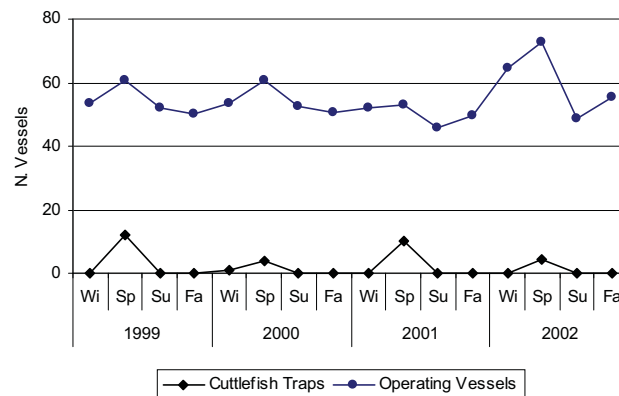 80
60
40
20
0
N. Vessels
Wi Sp Su Fa Wi Sp Su Fa Wi Sp Su Fa Wi Sp Su Fa
1999 2000 2001 2002
Cuttlefish Traps Operating Vessels